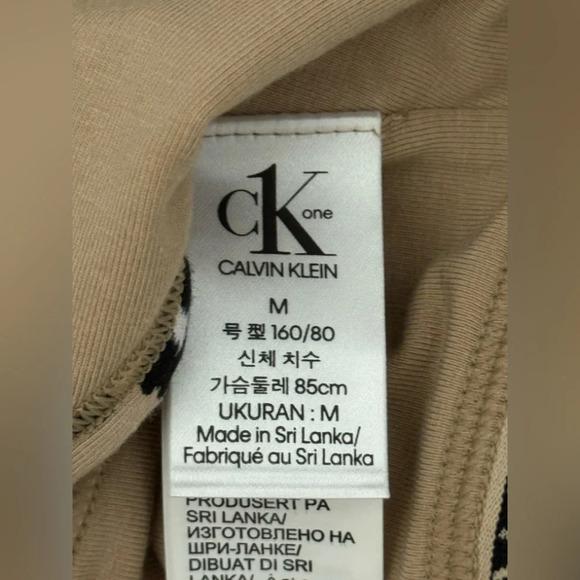 CK one
CALVIN KLEIN
M
号型 160/80
신체 치수
가슴둘레 85cm
UKURAN : M
Made in Sri Lanka/
Fabriqué au Sri Lanka
PRODUSERT PÅ
SRI LANKA/
ИЗГОТОВЛЕНО НА
ШРИ-ЛАНКЕ/
DIBUAT DI SRI